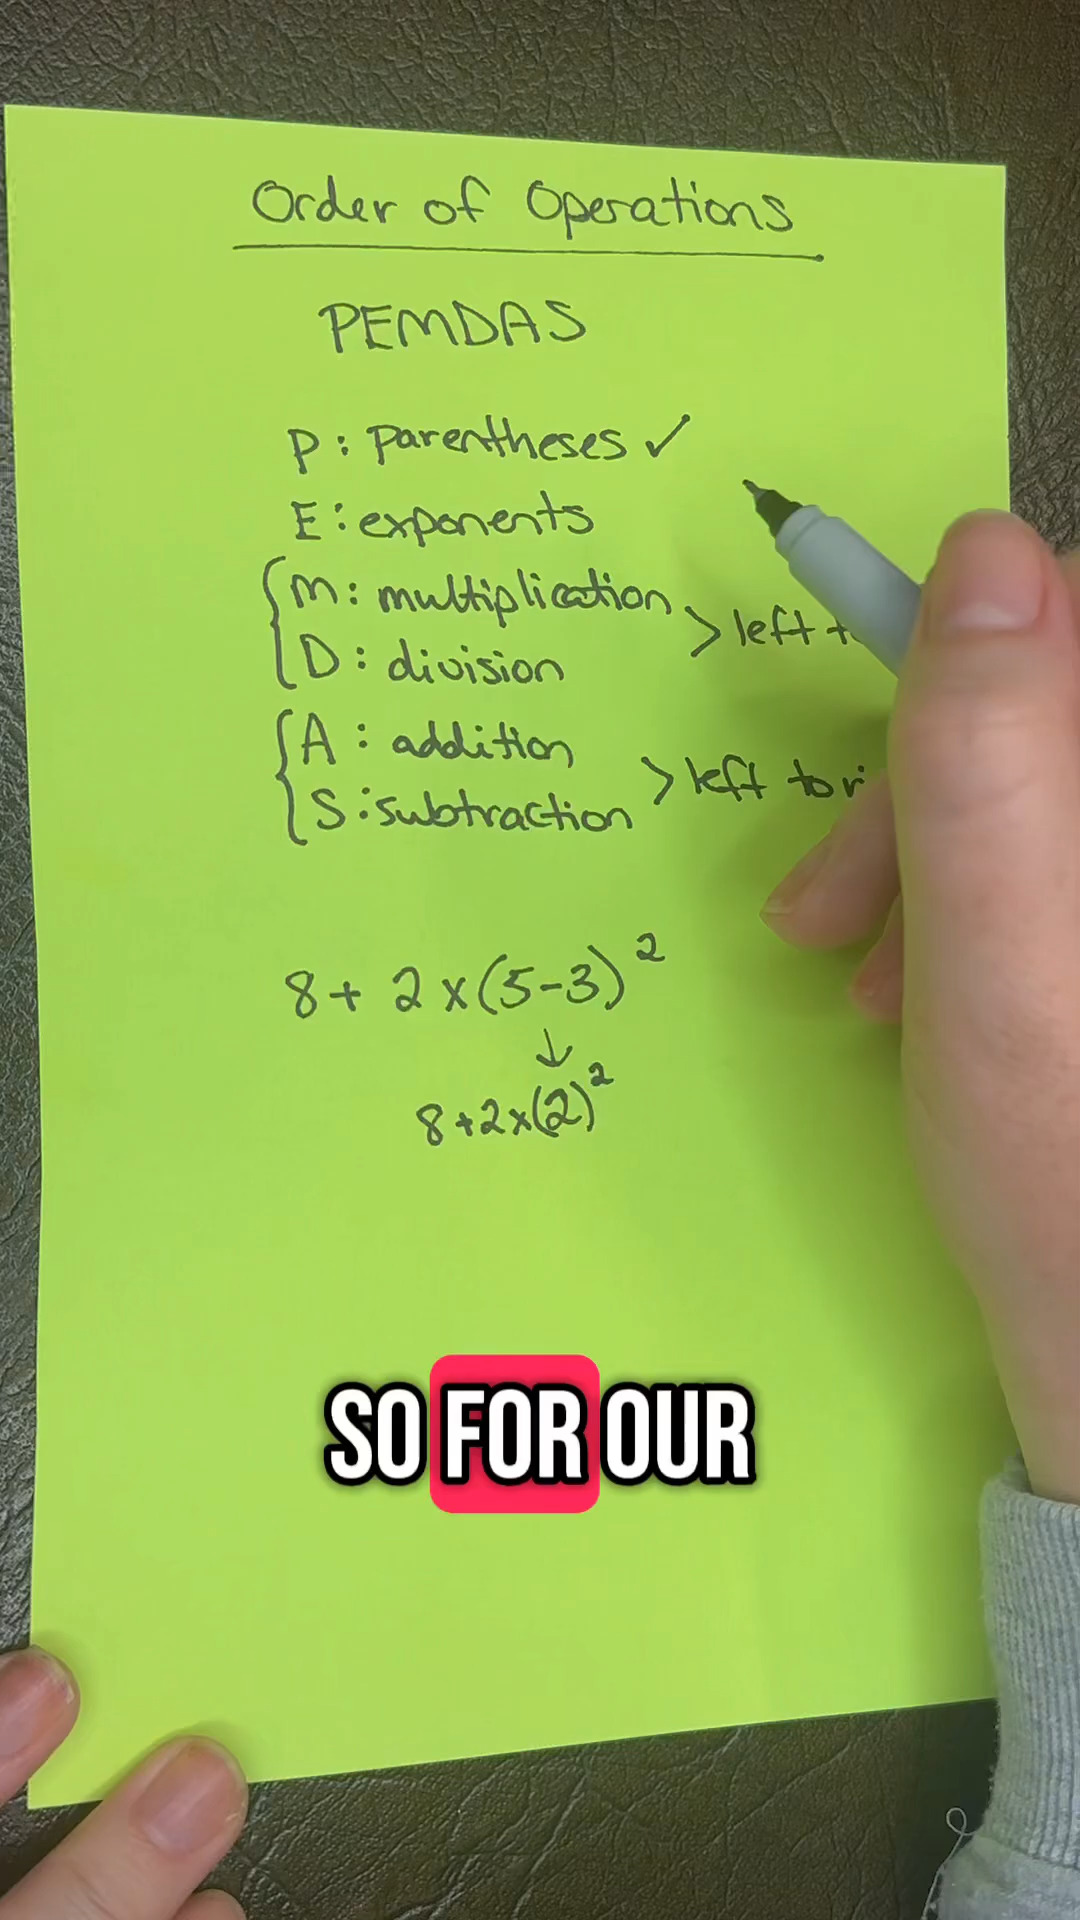 Order of Operations
PEMDAS
P: parentheses ✓
E: exponents
M: multiplication
D: division
> left
A: addition
S: subtraction
> left to
8 + 2 x (5-3)²
↓
8+2x(2)²
SO FOR OUR